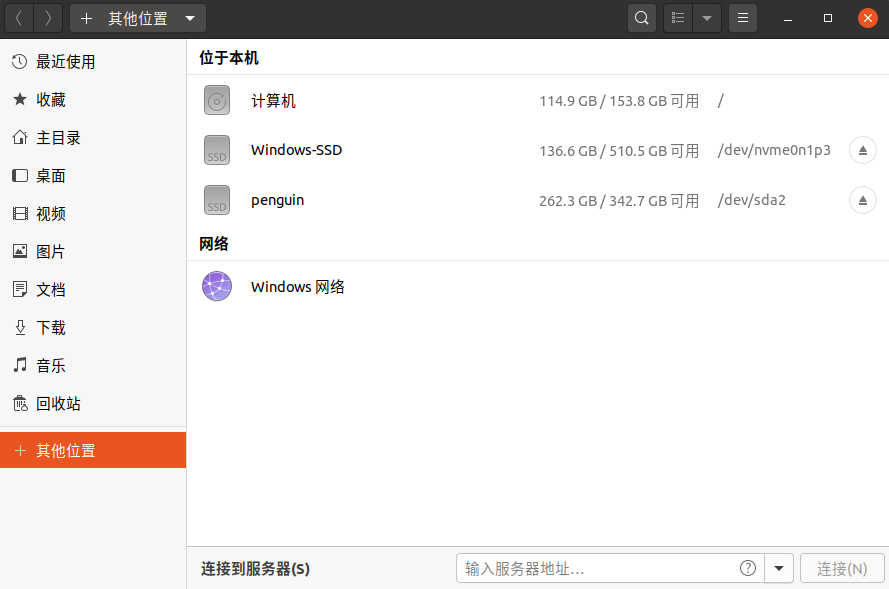 其他位置
最近使用
收藏
主目录
桌面
视频
图片
文档
下载
音乐
回收站
其他位置
位于本机
计算机 114.9 GB / 153.8 GB 可用 /
SSD Windows-SSD 136.6 GB / 510.5 GB 可用 /dev/nvme0n1p3
SSD penguin 262.3 GB / 342.7 GB 可用 /dev/sda2
网络
Windows 网络
连接到服务器(S) 输入服务器地址… ? 连接(N)